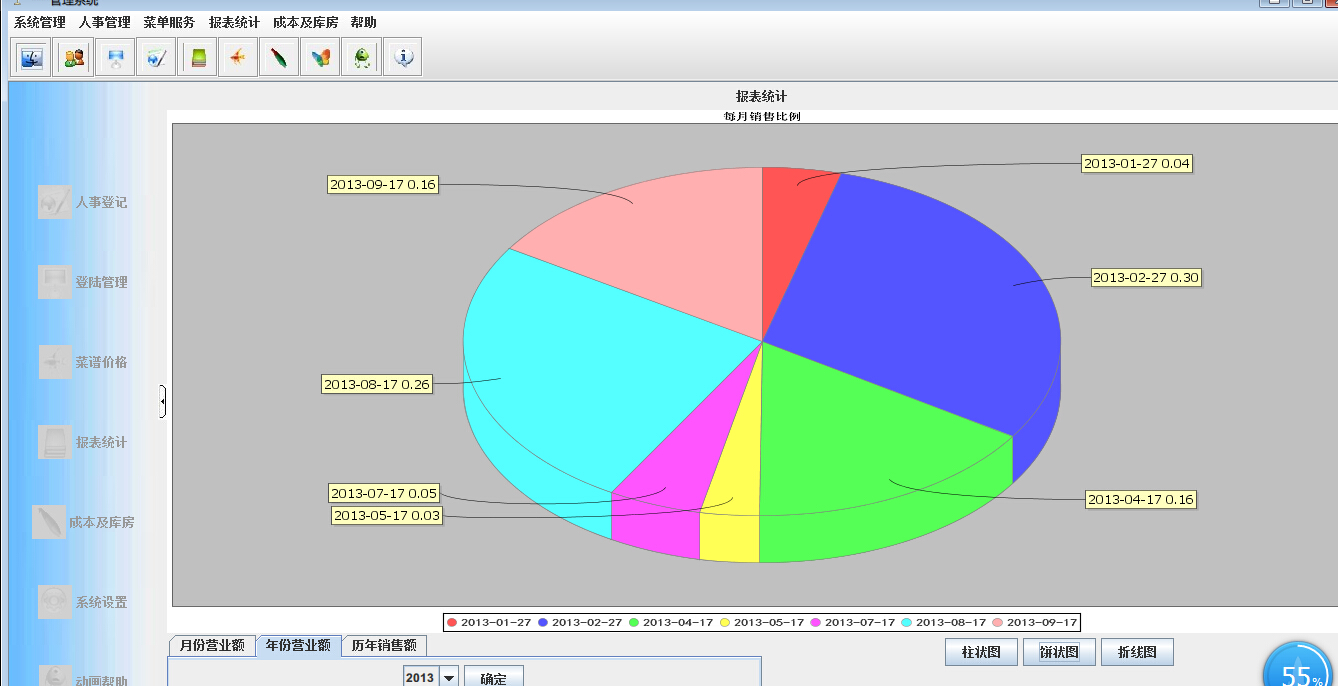 管理系统
系统管理 人事管理 菜单服务 报表统计 成本及库房 帮助
报表统计
每月销售比例
2013-01-27 0.04
2013-09-17 0.16
2013-02-27 0.30
2013-08-17 0.26
2013-07-17 0.05
2013-04-17 0.16
2013-05-17 0.03
人事登记
登陆管理
菜谱价格
报表统计
成本及库房
系统设置
动画帮助
2013-01-27 2013-02-27 2013-04-17 2013-05-17 2013-07-17 2013-08-17 2013-09-17
月份营业额 年份营业额 历年销售额
柱状图 饼状图 折线图
2013 确定
55%